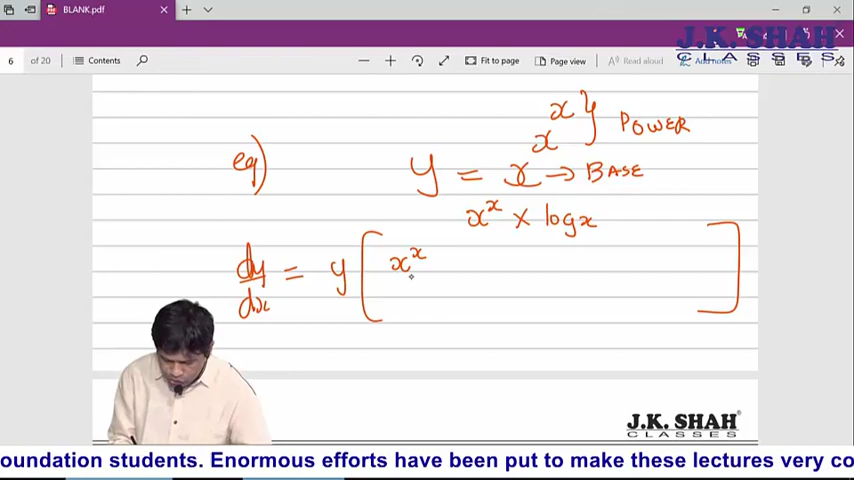 BLANK.pdf
J.K. SHAH
CLASSES
6 of 20 Contents Fit to page Page view Read aloud Add notes
eg) y = x^x^x } POWER
→ BASE
x^x × log x
dy/dx = y [ x^x ]
J.K. SHAH
CLASSES
oundation students. Enormous efforts have been put to make these lectures very co